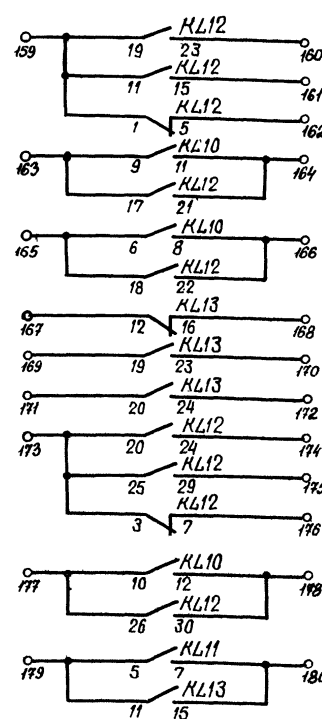 KL12
159 19 23 160
KL12
11 15 161
KL12
1 5 162
KL10
163 9 11 164
KL12
17 21
KL10
165 6 8 166
KL12
18 22
KL13
167 12 16 168
KL13
169 19 23 170
KL13
171 20 24 172
KL12
173 20 24 174
KL12
25 29 175
KL12
3 7 176
KL10
177 10 12 178
KL12
26 30
KL11
179 5 7 180
KL13
11 15